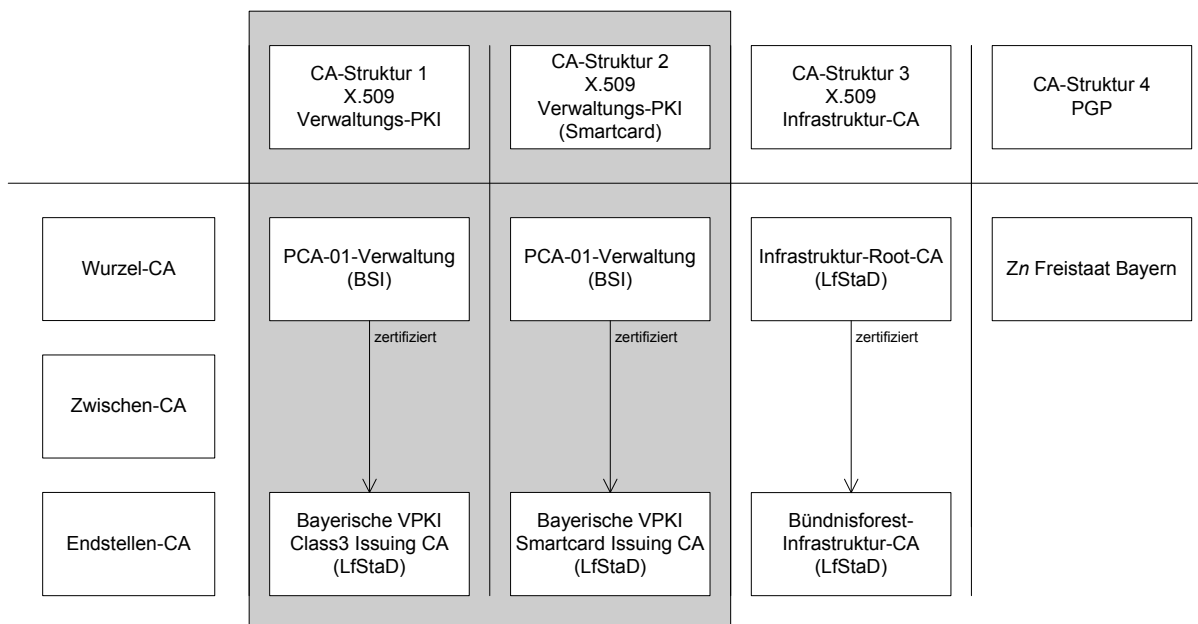 CA-Struktur 1
X.509
Verwaltungs-PKI
CA-Struktur 2
X.509
Verwaltungs-PKI
(Smartcard)
CA-Struktur 3
X.509
Infrastruktur-CA
CA-Struktur 4
PGP
Wurzel-CA
PCA-01-Verwaltung
(BSI)
PCA-01-Verwaltung
(BSI)
Infrastruktur-Root-CA
(LfStaD)
Zn Freistaat Bayern
zertifiziert
zertifiziert
zertifiziert
Zwischen-CA
Endstellen-CA
Bayerische VPKI
Class3 Issuing CA
(LfStaD)
Bayerische VPKI
Smartcard Issuing CA
(LfStaD)
Bündnisforest-
Infrastruktur-CA
(LfStaD)